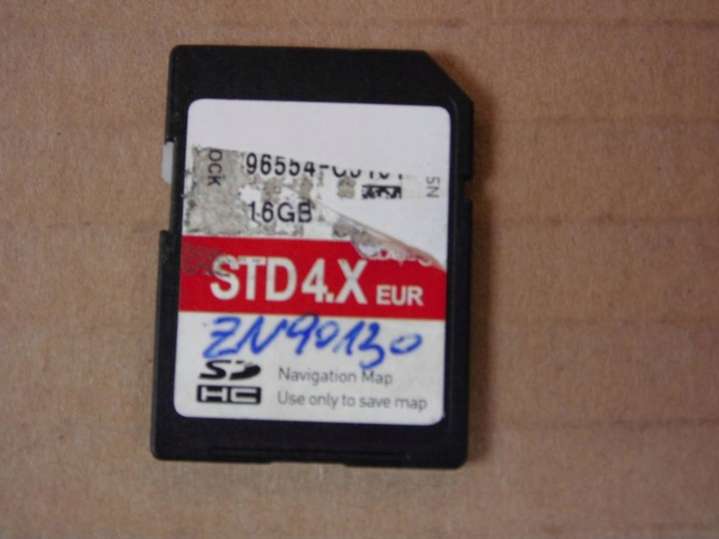 16GB
STD4.X EUR
ZN90130
SD
HC
Navigation Map
Use only to save map